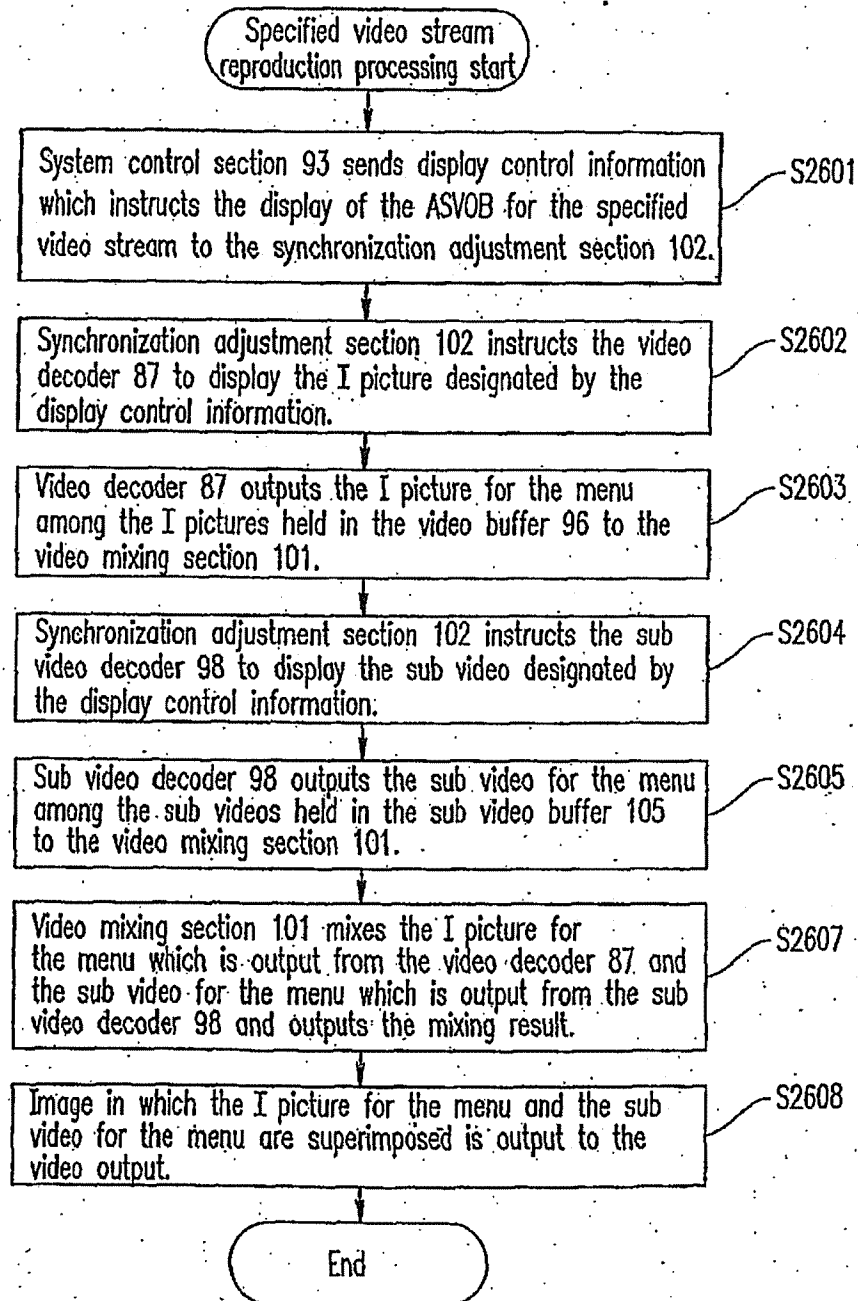 Specified video stream
reproduction processing start
System control section 93 sends display control information
which instructs the display of the ASVOB for the specified
video stream to the synchronization adjustment section 102.
S2601
Synchronization adjustment section 102 instructs the video
decoder 87 to display the I picture designated by the
display control information.
S2602
Video decoder 87 outputs the I picture for the menu
among the I pictures held in the video buffer 96 to the
video mixing section 101.
S2603
Synchronization adjustment section 102 instructs the sub
video decoder 98 to display the sub video designated by
the display control information.
S2604
Sub video decoder 98 outputs the sub video for the menu
among the sub videos held in the sub video buffer 105
to the video mixing section 101.
S2605
Video mixing section 101 mixes the I picture for
the menu which is output from the video decoder 87 and
the sub video for the menu which is output from the sub
video decoder 98 and outputs the mixing result.
S2607
Image in which the I picture for the menu and the sub
video for the menu are superimposed is output to the
video output.
S2608
End